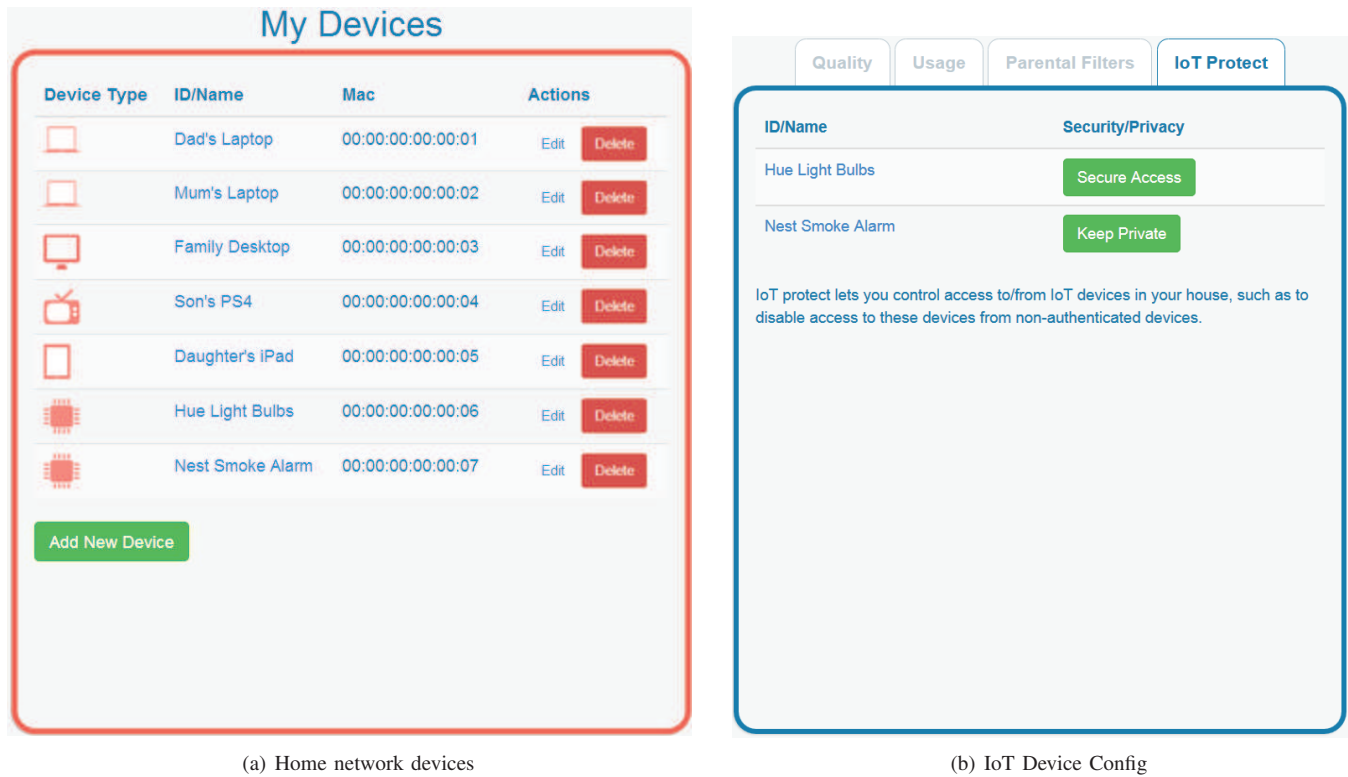 My Devices
Device Type ID/Name Mac Actions
Dad's Laptop 00:00:00:00:00:01 Edit Delete
Mum's Laptop 00:00:00:00:00:02 Edit Delete
Family Desktop 00:00:00:00:00:03 Edit Delete
Son's PS4 00:00:00:00:00:04 Edit Delete
Daughter's iPad 00:00:00:00:00:05 Edit Delete
Hue Light Bulbs 00:00:00:00:00:06 Edit Delete
Nest Smoke Alarm 00:00:00:00:00:07 Edit Delete
Add New Device
(a) Home network devices
Quality Usage Parental Filters IoT Protect
ID/Name Security/Privacy
Hue Light Bulbs Secure Access
Nest Smoke Alarm Keep Private
IoT protect lets you control access to/from IoT devices in your house, such as to
disable access to these devices from non-authenticated devices.
(b) IoT Device Config